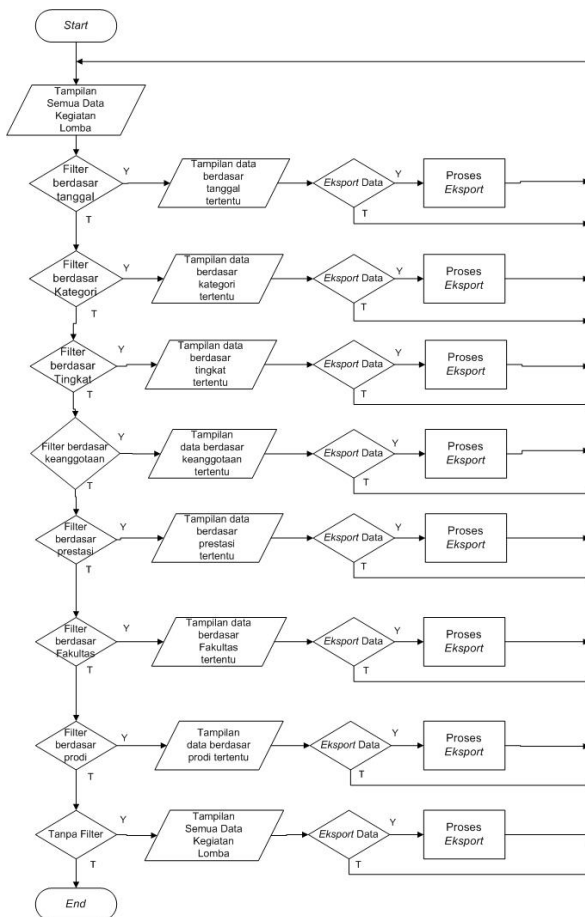 Start
Tampilan
Semua Data
Kegiatan
Lomba
Filter
berdasar
tanggal
Y
T
Tampilan data
berdasar
tanggal
tertentu
Eksport Data
Y
T
Proses
Eksport
Filter
berdasar
Kategori
Y
T
Tampilan data
berdasar
kategori
tertentu
Eksport Data
Y
T
Proses
Eksport
Filter
berdasar
Tingkat
Y
T
Tampilan data
berdasar
tingkat
tertentu
Eksport Data
Y
T
Proses
Eksport
Filter berdasar
keanggotaan
Y
T
Tampilan
data berdasar
keanggotaan
tertentu
Eksport Data
Y
T
Proses
Eksport
Filter
berdasar
prestasi
Y
T
Tampilan data
berdasar
prestasi
tertentu
Eksport Data
Y
T
Proses
Eksport
Filter
berdasar
Fakultas
Y
T
Tampilan data
berdasar
Fakultas
tertentu
Eksport Data
Y
T
Proses
Eksport
Filter
berdasar
prodi
Y
T
Tampilan
data berdasar
prodi tertentu
Eksport Data
Y
T
Proses
Eksport
Tanpa Filter
Y
T
Tampilan
Semua Data
Kegiatan
Lomba
Eksport Data
Y
T
Proses
Eksport
End